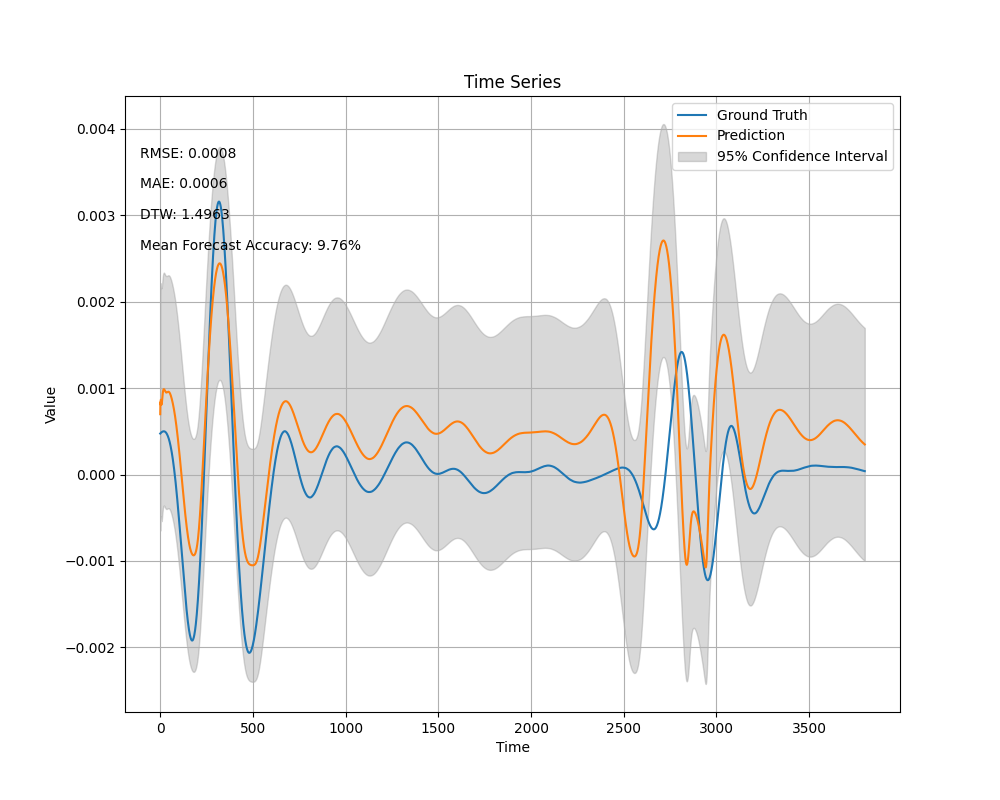 Time Series
Ground Truth
Prediction
95% Confidence Interval
RMSE: 0.0008
MAE: 0.0006
DTW: 1.4963
Mean Forecast Accuracy: 9.76%
Value
0.004
0.003
0.002
0.001
0.000
−0.001
−0.002
0 500 1000 1500 2000 2500 3000 3500
Time